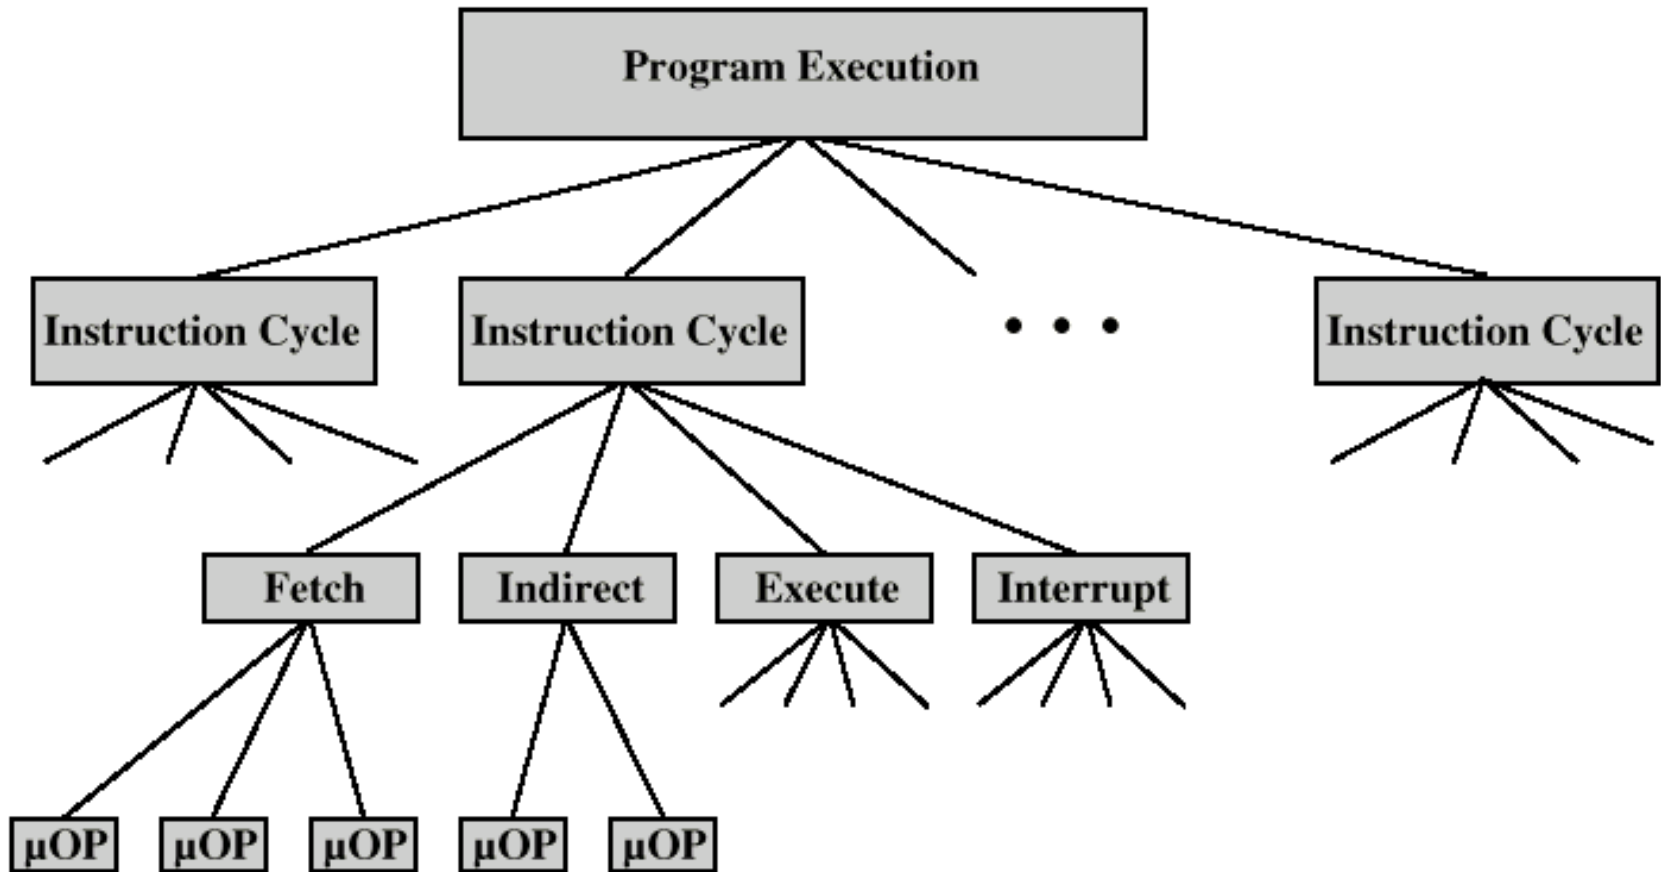 Program Execution
Instruction Cycle
Instruction Cycle
• • •
Instruction Cycle
Fetch
Indirect
Execute
Interrupt
µOP
µOP
µOP
µOP
µOP